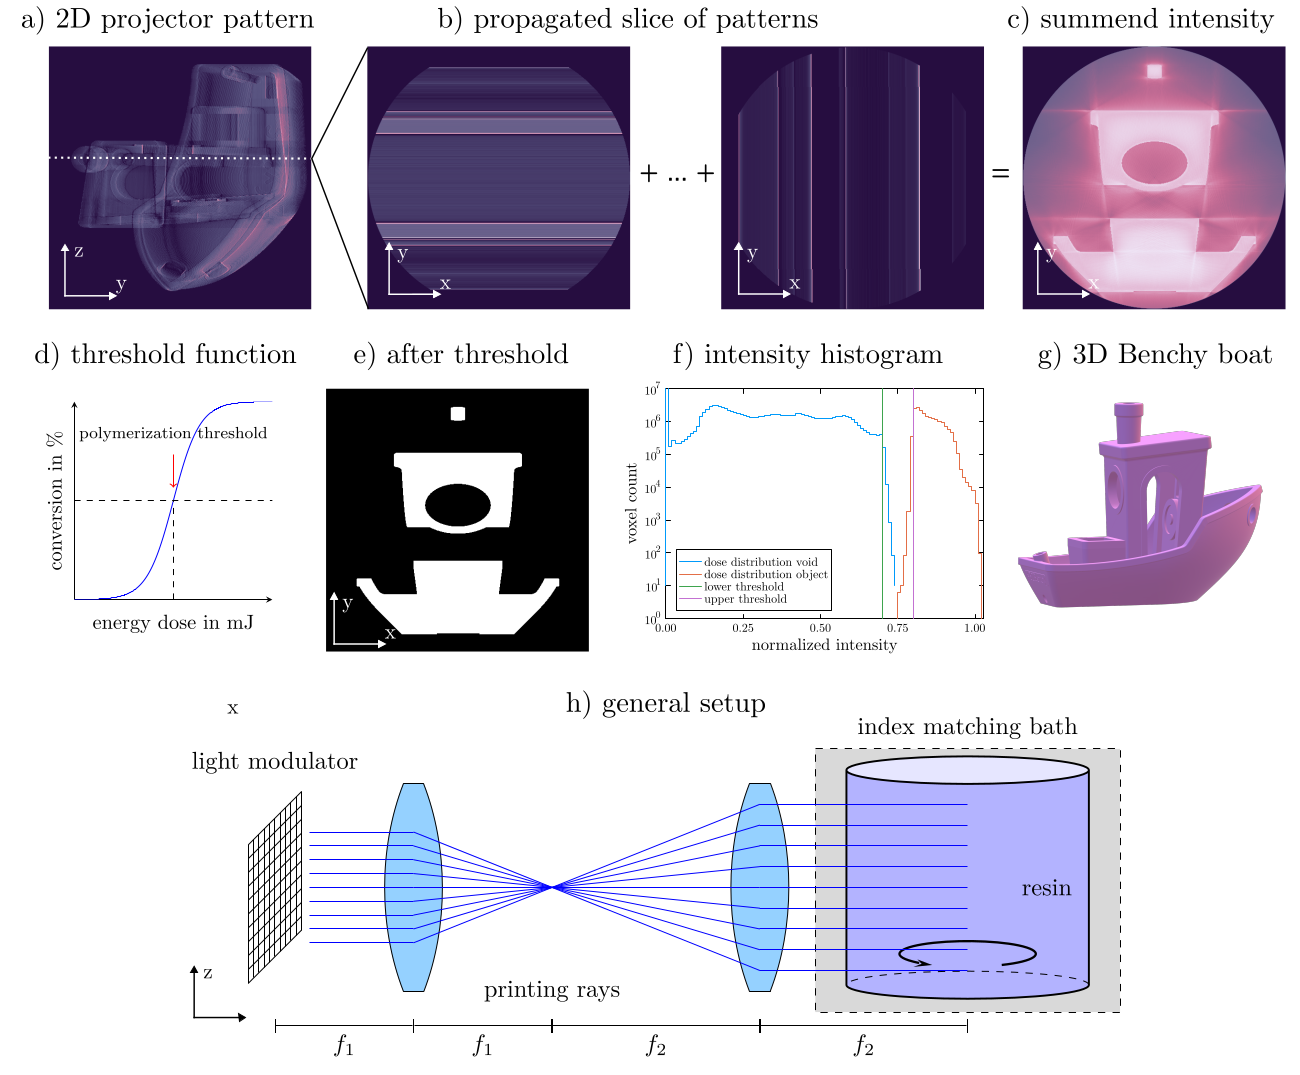 a) 2D projector pattern
b) propagated slice of patterns
c) summend intensity
z
y
y
x
+ ... +
y
x
=
y
x
d) threshold function
e) after threshold
f) intensity histogram
g) 3D Benchy boat
conversion in %
polymerization threshold
energy dose in mJ
y
x
voxel count
10^7
10^6
10^5
10^4
10^3
10^2
10^1
10^0
dose distribution void
dose distribution object
lower threshold
upper threshold
0.00 0.25 0.50 0.75 1.00
normalized intensity
h) general setup
x
index matching bath
light modulator
resin
z
printing rays
f1 f1 f2 f2